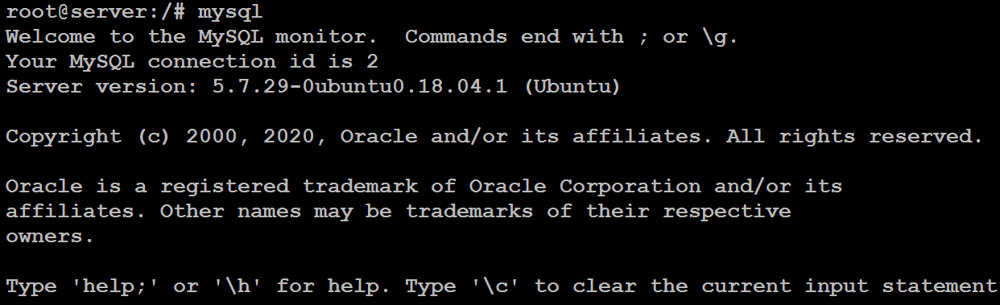 root@server:/# mysql
Welcome to the MySQL monitor.  Commands end with ; or \g.
Your MySQL connection id is 2
Server version: 5.7.29-0ubuntu0.18.04.1 (Ubuntu)
Copyright (c) 2000, 2020, Oracle and/or its affiliates. All rights reserved.
Oracle is a registered trademark of Oracle Corporation and/or its
affiliates. Other names may be trademarks of their respective
owners.
Type 'help;' or '\h' for help. Type '\c' to clear the current input statement